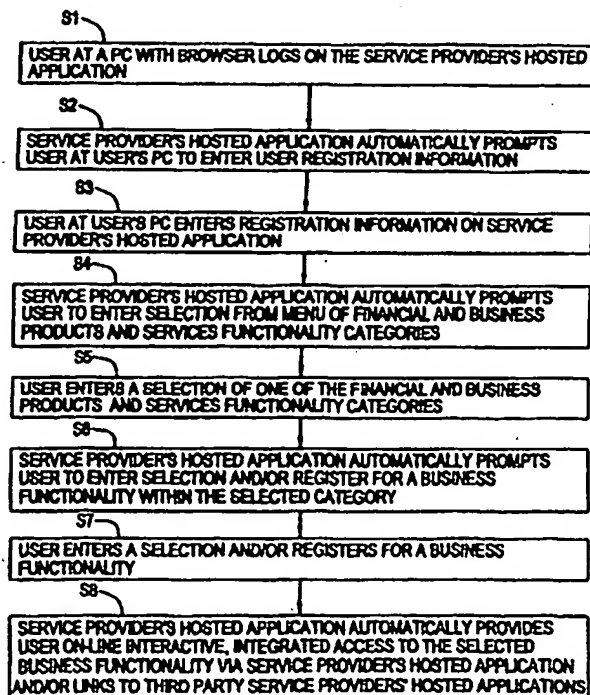 S1
USER AT A PC WITH BROWSER LOGS ON THE SERVICE PROVIDER'S HOSTED
APPLICATION
S2
SERVICE PROVIDER'S HOSTED APPLICATION AUTOMATICALLY PROMPTS
USER AT USER'S PC TO ENTER USER REGISTRATION INFORMATION
S3
USER AT USER'S PC ENTERS REGISTRATION INFORMATION ON SERVICE
PROVIDER'S HOSTED APPLICATION
S4
SERVICE PROVIDER'S HOSTED APPLICATION AUTOMATICALLY PROMPTS
USER TO ENTER SELECTION FROM MENU OF FINANCIAL AND BUSINESS
PRODUCTS AND SERVICES FUNCTIONALITY CATEGORIES
S5
USER ENTERS A SELECTION OF ONE OF THE FINANCIAL AND BUSINESS
PRODUCTS AND SERVICES FUNCTIONALITY CATEGORIES
S6
SERVICE PROVIDER'S HOSTED APPLICATION AUTOMATICALLY PROMPTS
USER TO ENTER SELECTION AND/OR REGISTER FOR A BUSINESS
FUNCTIONALITY WITHIN THE SELECTED CATEGORY
S7
USER ENTERS A SELECTION AND/OR REGISTERS FOR A BUSINESS
FUNCTIONALITY
S8
SERVICE PROVIDER'S HOSTED APPLICATION AUTOMATICALLY PROVIDES
USER ON-LINE INTERACTIVE, INTEGRATED ACCESS TO THE SELECTED
BUSINESS FUNCTIONALITY VIA SERVICE PROVIDER'S HOSTED APPLICATION
AND/OR LINKS TO THIRD PARTY SERVICE PROVIDERS' HOSTED APPLICATIONS